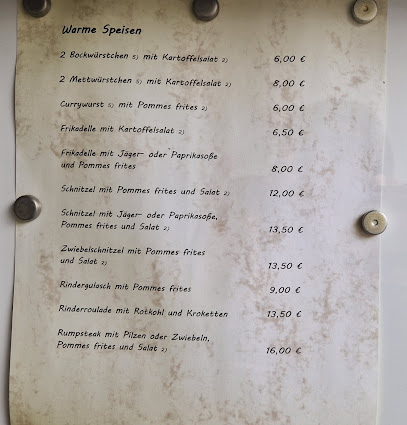 Warme Speisen
2 Bockwürstchen 5) mit Kartoffelsalat 2) 6,00 €
2 Mettwürstchen 5) mit Kartoffelsalat 2) 8,00 €
Currywurst 5) mit Pommes frites 2) 6,00 €
Frikadelle mit Kartoffelsalat 2) 6,50 €
Frikadelle mit Jäger- oder Paprikasoße
und Pommes frites 8,00 €
Schnitzel mit Pommes frites und Salat 2) 12,00 €
Schnitzel mit Jäger- oder Paprikasoße,
Pommes frites und Salat 2) 13,50 €
Zwiebelschnitzel mit Pommes frites
und Salat 2) 13,50 €
Rindergulasch mit Pommes frites 9,00 €
Rinderroulade mit Rotkohl und Kroketten 13,50 €
Rumpsteak mit Pilzen oder Zwiebeln,
Pommes frites und Salat 2) 16,00 €